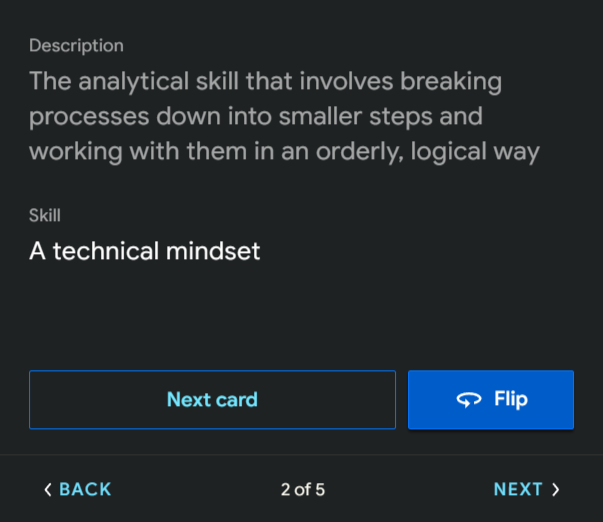 Description
The analytical skill that involves breaking
processes down into smaller steps and
working with them in an orderly, logical way
Skill
A technical mindset
Next card
Flip
BACK
2 of 5
NEXT